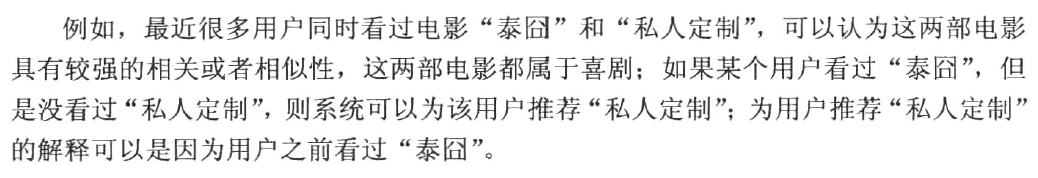 例如，最近很多用户同时看过电影“泰囧”和“私人定制”，可以认为这两部电影
具有较强的相关或者相似性，这两部电影都属于喜剧；如果某个用户看过“泰囧”，但
是没看过“私人定制”，则系统可以为该用户推荐“私人定制”；为用户推荐“私人定制”
的解释可以是因为用户之前看过“泰囧”。